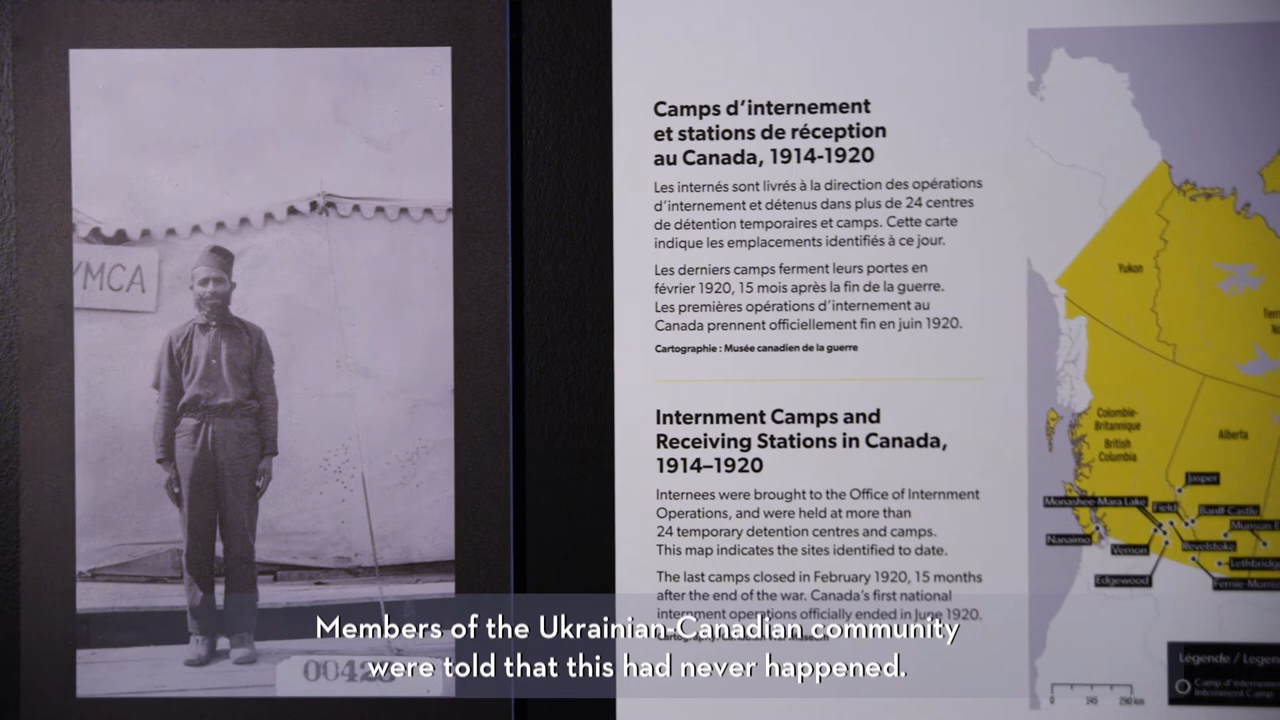 YMCA
Camps d'internement
et stations de réception
au Canada, 1914-1920
Les internés sont livrés à la direction des opérations
d'internement et détenus dans plus de 24 centres
de détention temporaires et camps. Cette carte
indique les emplacements identifiés à ce jour.
Les derniers camps ferment leurs portes en
février 1920, 15 mois après la fin de la guerre.
Les premières opérations d'internement au
Canada prennent officiellement fin en juin 1920.
Cartographie : Musée canadien de la guerre
Internment Camps and
Receiving Stations in Canada,
1914–1920
Internees were brought to the Office of Internment
Operations, and were held at more than
24 temporary detention centres and camps.
This map indicates the sites identified to date.
The last camps closed in February 1920, 15 months
after the end of the war. Canada's first national
internment operations officially ended in June 1920.
Yukon
Colombie-
Britannique
British
Columbia
Alberta
Jasper
Monashee-Mara Lake
Field
Banff-Castle
Nanaimo
Vernon
Revelstoke
Edgewood
Légende /
Camp
Internment Camp
0 145 290 km
Members of the Ukrainian-Canadian community
were told that this had never happened.